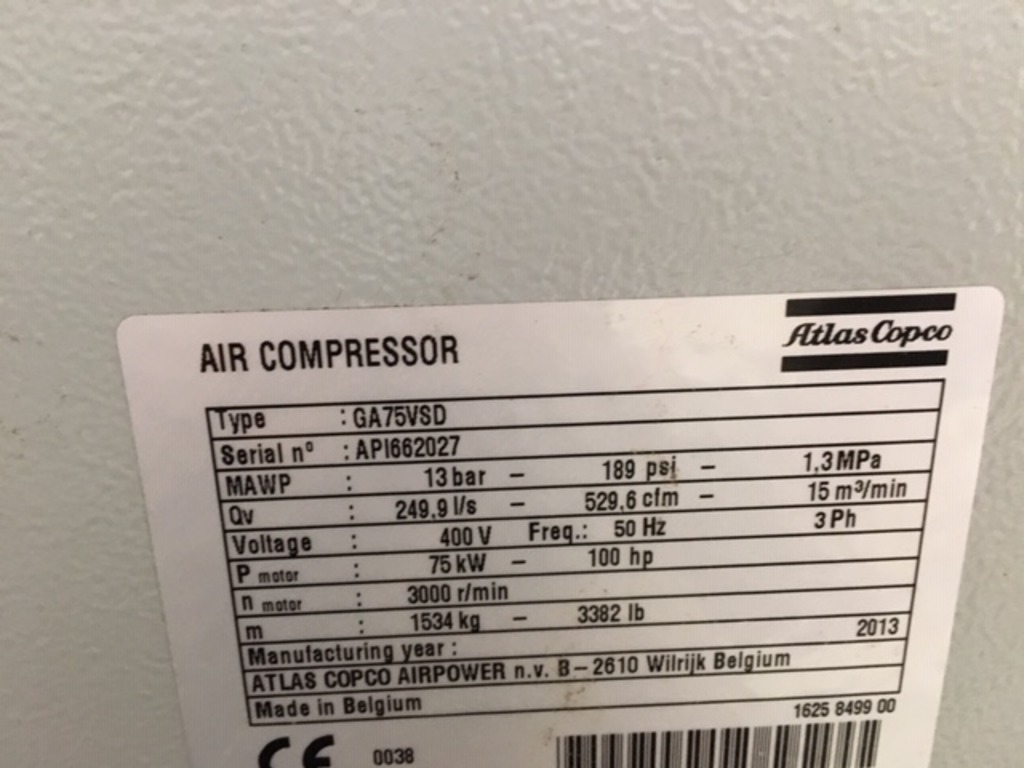 Atlas Copco
AIR COMPRESSOR
Type : GA75VSD
Serial nº : API662027
MAWP : 13 bar – 189 psi – 1,3 MPa
Qv : 249,9 l/s – 529,6 cfm – 15 m³/min
Voltage : 400 V Freq.: 50 Hz 3 Ph
P motor : 75 kW – 100 hp
n motor : 3000 r/min
m : 1534 kg – 3382 lb
Manufacturing year : 2013
ATLAS COPCO AIRPOWER n.v. B – 2610 Wilrijk Belgium
Made in Belgium
1625 8499 00
CE 0038